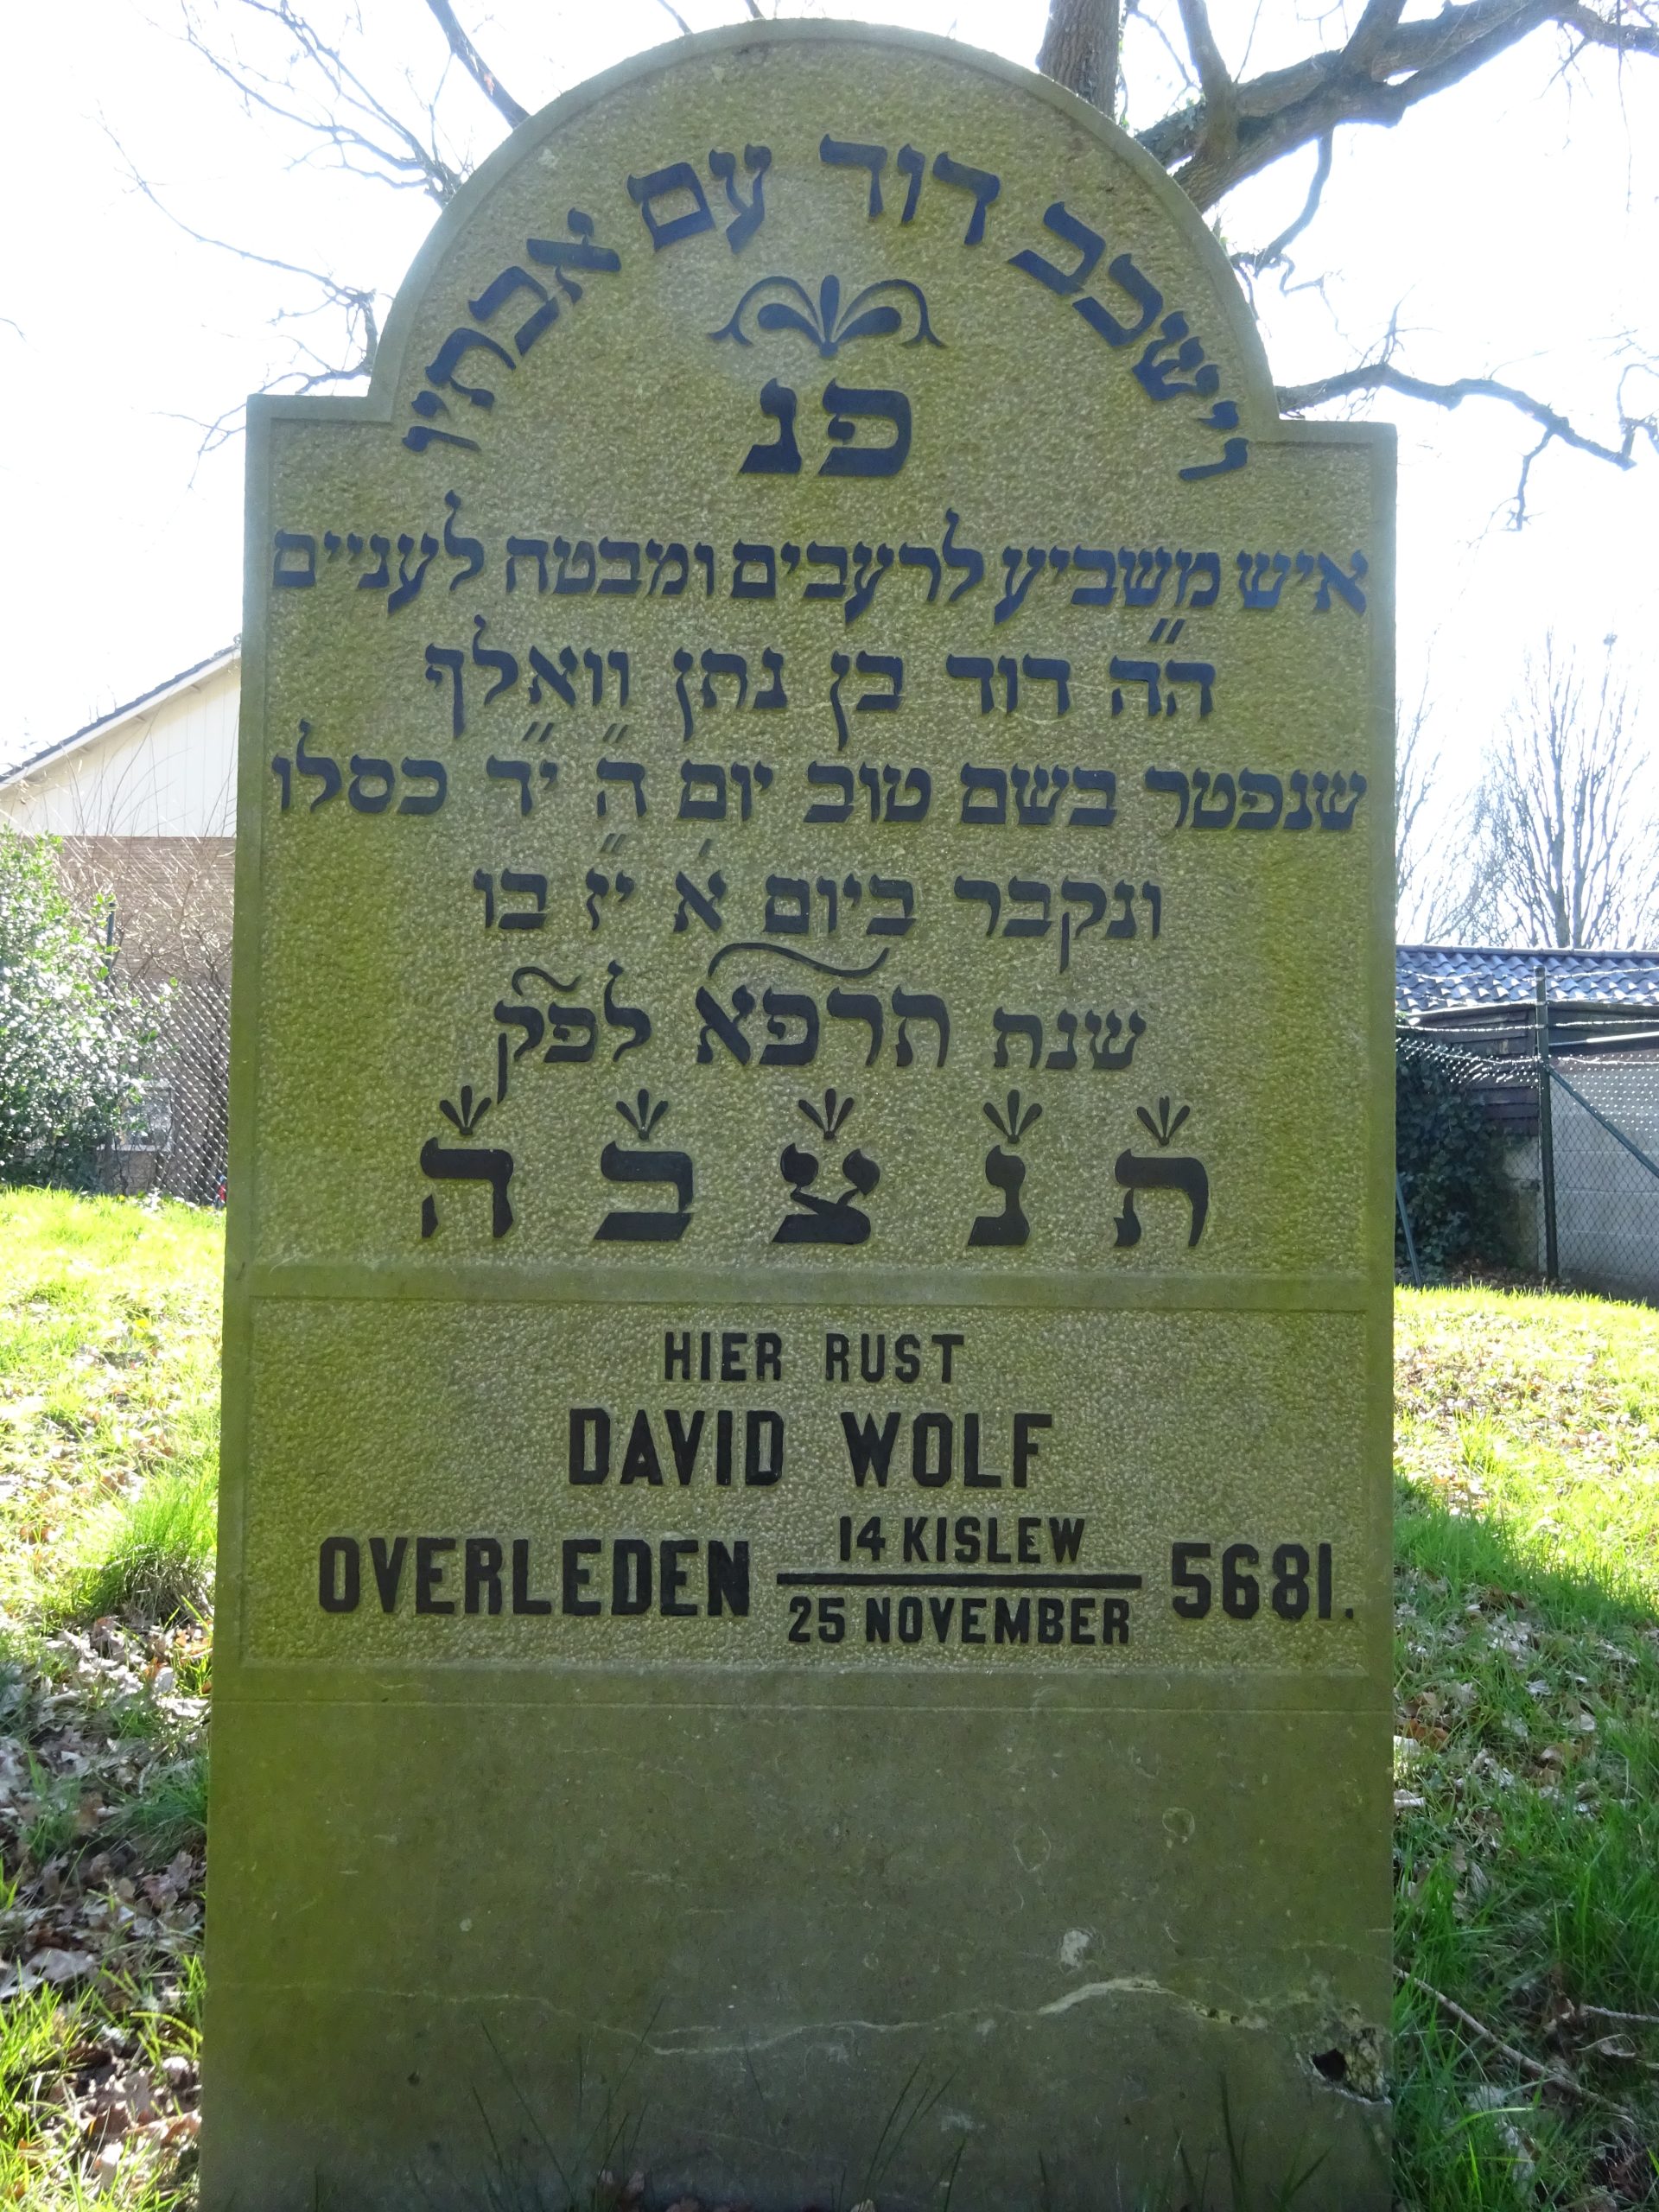 וישכב דוד עם אבתיו
פנ
איש משביע לרעבים ומבטח לעניים
ה״ה דוד בן נתן וואלף
שנפטר בשם טוב יום ה״ י״ד כסלו
ונקבר ביום א׳ י״ז בו
שנת תרפא לפק
ת נ צ ב ה
HIER RUST
DAVID WOLF
OVERLEDEN 14 KISLEW 5681.
25 NOVEMBER